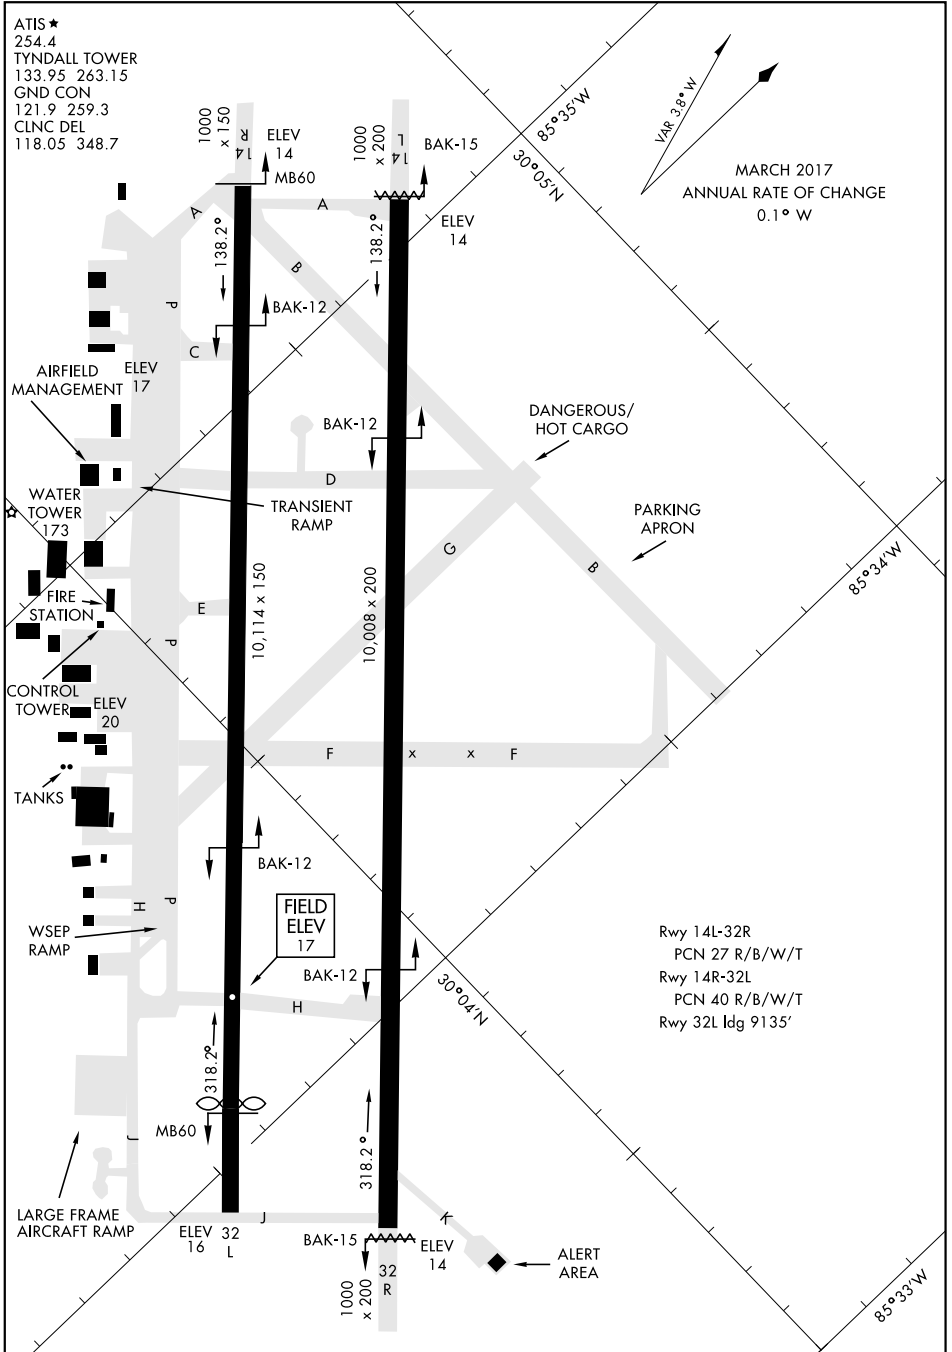 ATIS ★
254.4
TYNDALL TOWER
133.95 263.15
GND CON
121.9 259.3
CLNC DEL
118.05 348.7
1000
x 150
14
R
ELEV
14
MB60
1000
x 200
14
L
BAK-15
ELEV
14
85°35'W
30°05'N
VAR 3.8° W
MARCH 2017
ANNUAL RATE OF CHANGE
0.1° W
A
A
138.2°
138.2°
B
P
BAK-12
C
AIRFIELD
MANAGEMENT
ELEV
17
BAK-12
DANGEROUS/
HOT CARGO
D
WATER
TOWER
173
TRANSIENT
RAMP
PARKING
APRON
G
B
85°34'W
FIRE
STATION
E
P
10,114 x 150
10,008 x 200
CONTROL
TOWER
ELEV
20
F
x
x
F
TANKS
BAK-12
H
P
WSEP
RAMP
FIELD
ELEV
17
BAK-12
H
30°04'N
Rwy 14L-32R
PCN 27 R/B/W/T
Rwy 14R-32L
PCN 40 R/B/W/T
Rwy 32L ldg 9135'
318.2°
MB60
318.2°
J
LARGE FRAME
AIRCRAFT RAMP
J
K
ELEV
16
32
L
BAK-15
ELEV
14
32
R
1000
x 200
ALERT
AREA
85°33'W